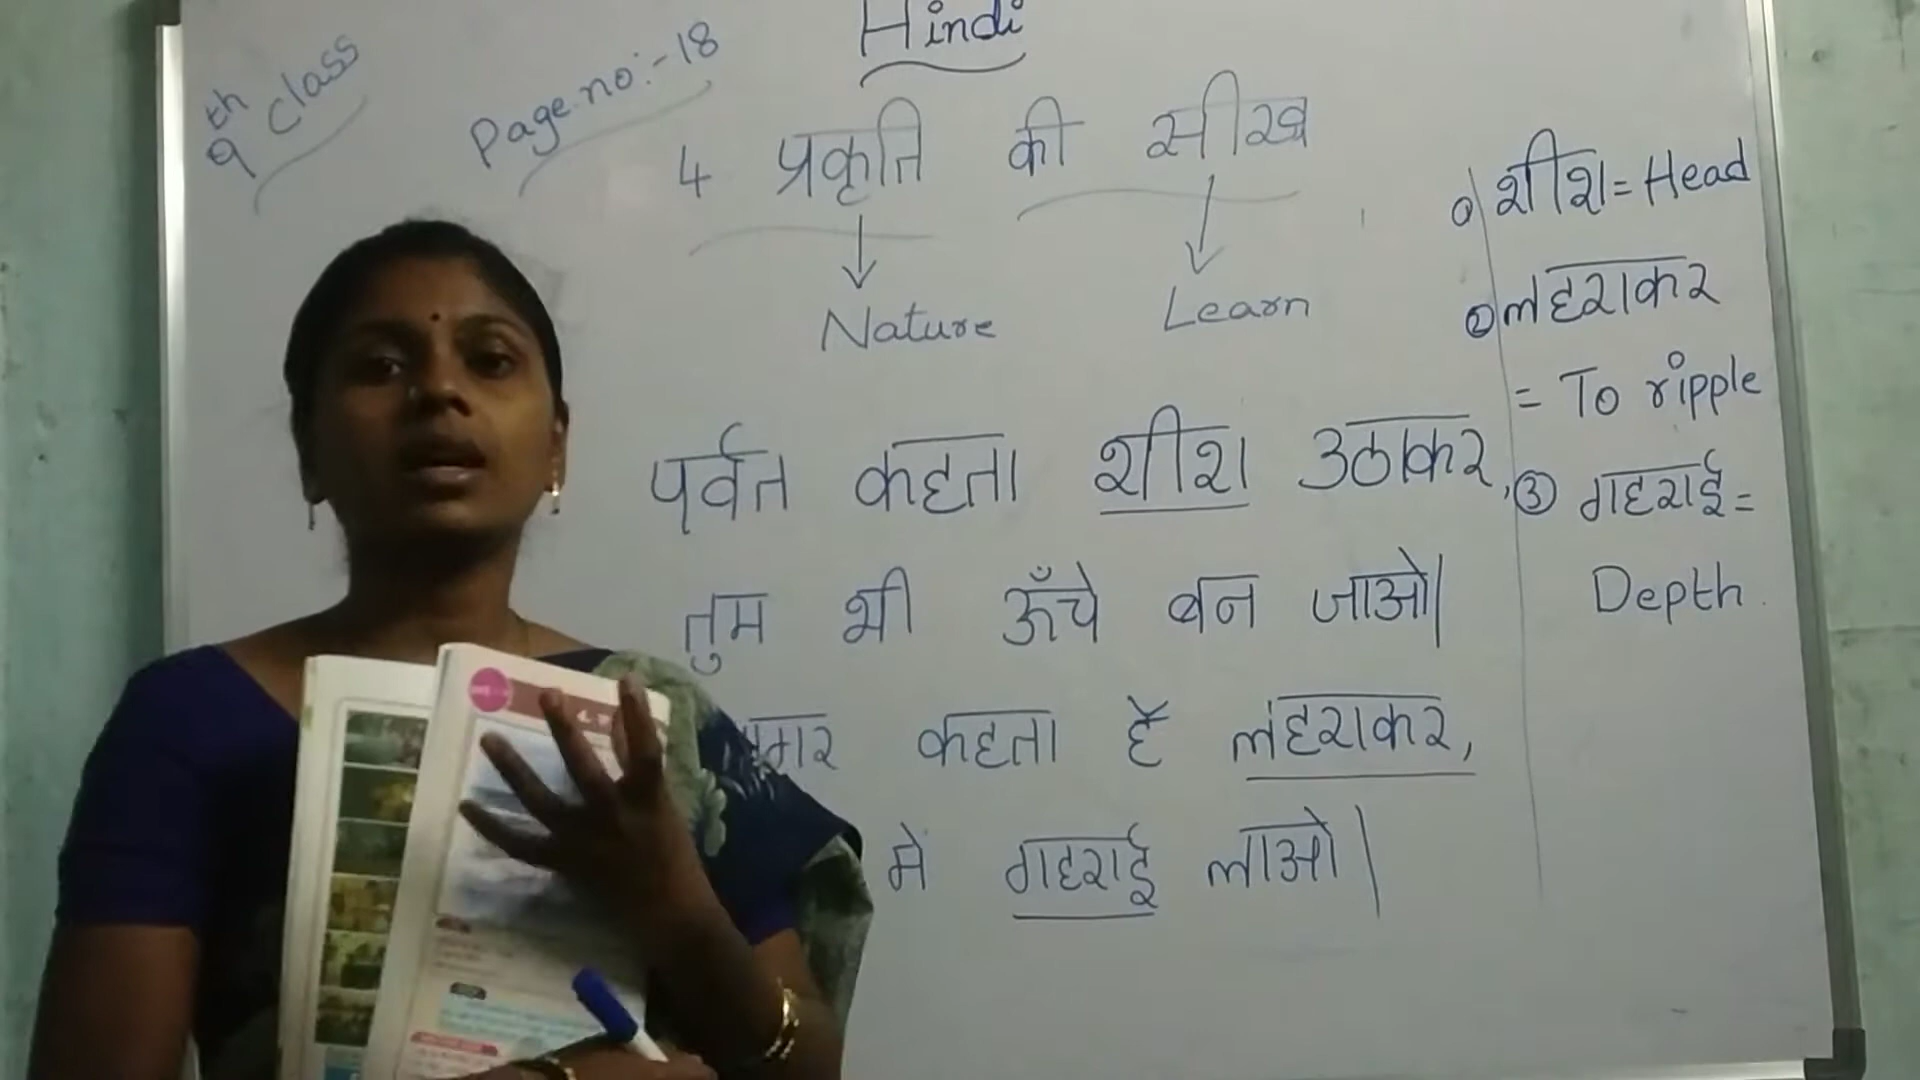 Hindi
9th class
Page.no:-18
4 प्रकृति की सीख
Nature
Learn
पर्वत कहता शीश उठाकर,
तुम भी ऊँचे बन जाओ|
कहता है लंहराकर,
में गहराई लाओ|
① शीश = Head
② लहराकर
= To ripple
③ गहराई =
Depth.